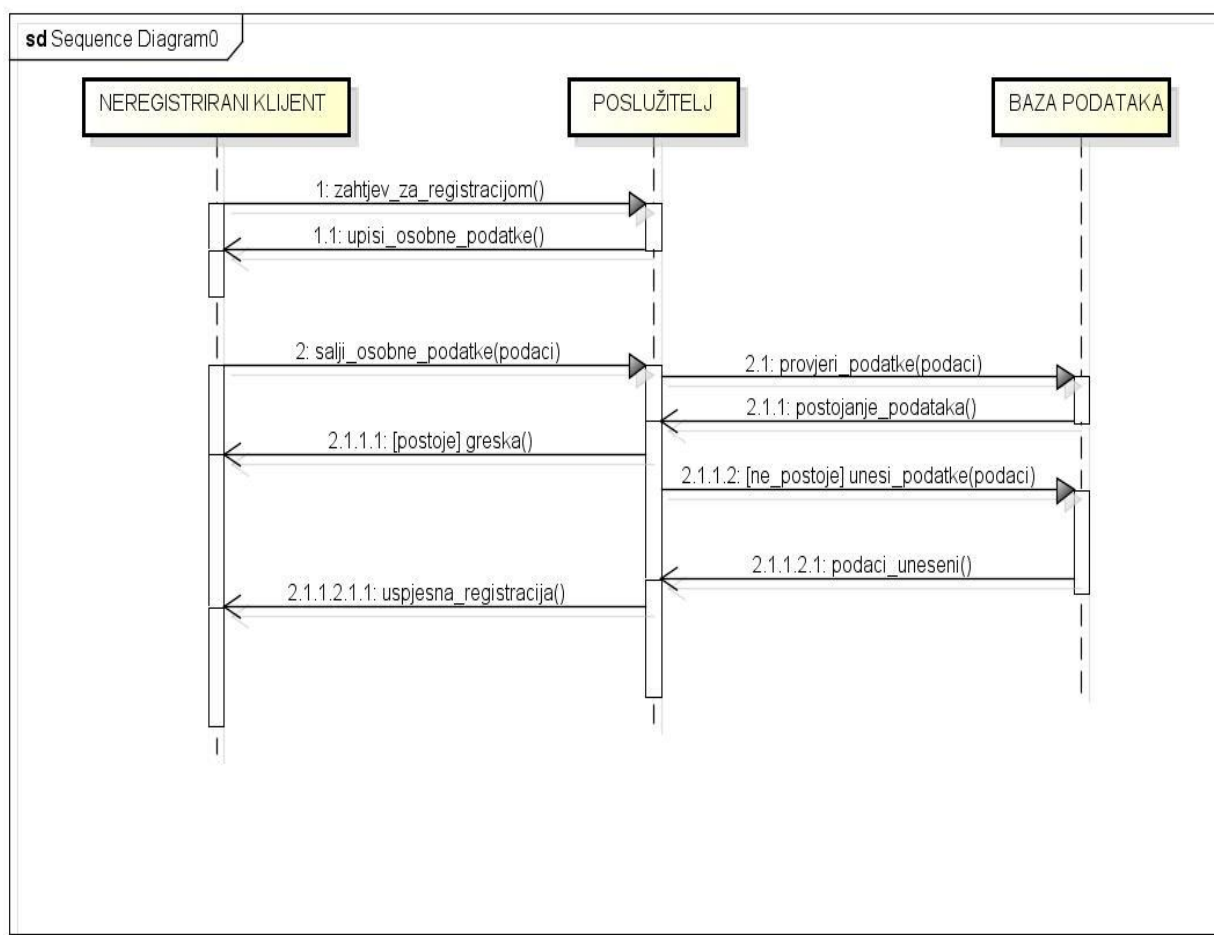 sd Sequence Diagram0
NEREGISTRIRANI KLIJENT
POSLUŽITELJ
BAZA PODATAKA
1: zahtjev_za_registracijom()
1.1: upisi_osobne_podatke()
2: salji_osobne_podatke(podaci)
2.1: provjeri_podatke(podaci)
2.1.1: postojanje_podataka()
2.1.1.1: [postoje] greska()
2.1.1.2: [ne_postoje] unesi_podatke(podaci)
2.1.1.2.1: podaci_uneseni()
2.1.1.2.1.1: uspjesna_registracija()